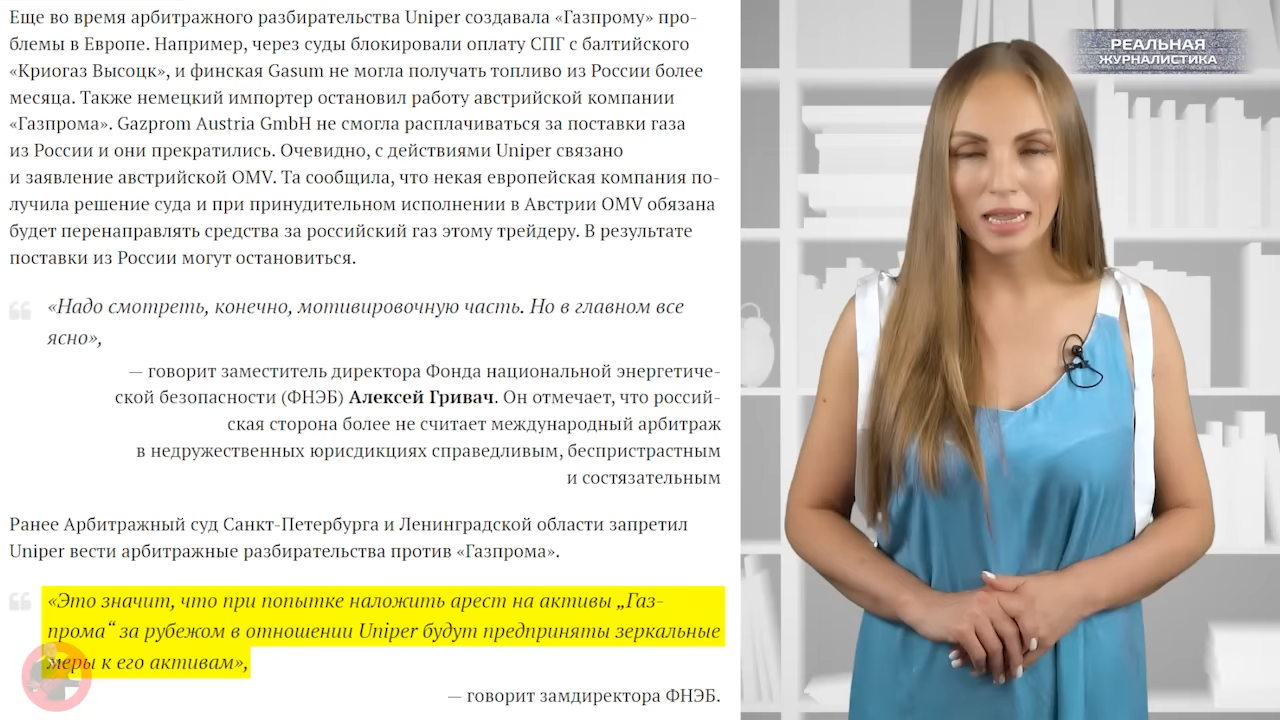 Еще во время арбитражного разбирательства Uniper создавала «Газпрому» про-
блемы в Европе. Например, через суды блокировали оплату СПГ с балтийского
«Криогаз Высоцк», и финская Gasum не могла получать топливо из России более
месяца. Также немецкий импортер остановил работу австрийской компании
«Газпрома». Gazprom Austria GmbH не смогла расплачиваться за поставки газа
из России и они прекратились. Очевидно, с действиями Uniper связано
и заявление австрийской OMV. Та сообщила, что некая европейская компания по-
лучила решение суда и при принудительном исполнении в Австрии OMV обязана
будет перенаправлять средства за российский газ этому трейдеру. В результате
поставки из России могут остановиться.
«Надо смотреть, конечно, мотивировочную часть. Но в главном все
ясно»,
— говорит заместитель директора Фонда национальной энергетиче-
ской безопасности (ФНЭБ) Алексей Гривач. Он отмечает, что россий-
ская сторона более не считает международный арбитраж
в недружественных юрисдикциях справедливым, беспристрастным
и состязательным
Ранее Арбитражный суд Санкт-Петербурга и Ленинградской области запретил
Uniper вести арбитражные разбирательства против «Газпрома».
«Это значит, что при попытке наложить арест на активы „Газ-
прома“ за рубежом в отношении Uniper будут предприняты зеркальные
меры к его активам»,
— говорит замдиректора ФНЭБ.
РЕАЛЬНАЯ
ЖУРНАЛИСТИКА